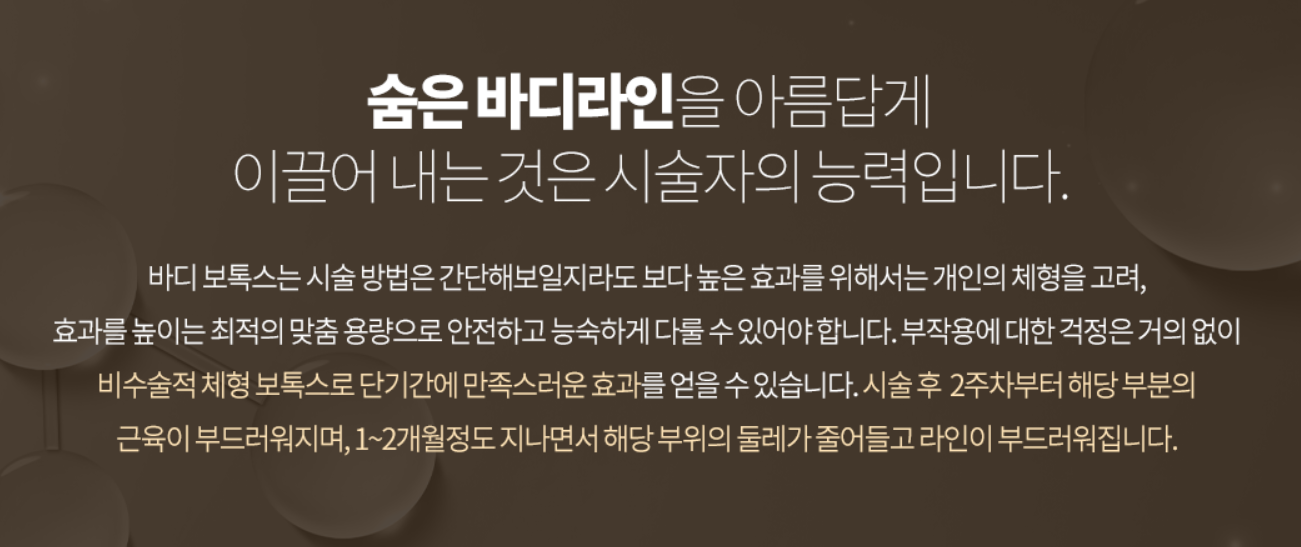 숨은 바디라인을 아름답게
이끌어 내는 것은 시술자의 능력입니다.
바디 보톡스는 시술 방법은 간단해보일지라도 보다 높은 효과를 위해서는 개인의 체형을 고려,
효과를 높이는 최적의 맞춤 용량으로 안전하고 능숙하게 다룰 수 있어야 합니다. 부작용에 대한 걱정은 거의 없이
비수술적 체형 보톡스로 단기간에 만족스러운 효과를 얻을 수 있습니다. 시술 후 2주차부터 해당 부분의
근육이 부드러워지며, 1~2개월정도 지나면서 해당 부위의 둘레가 줄어들고 라인이 부드러워집니다.